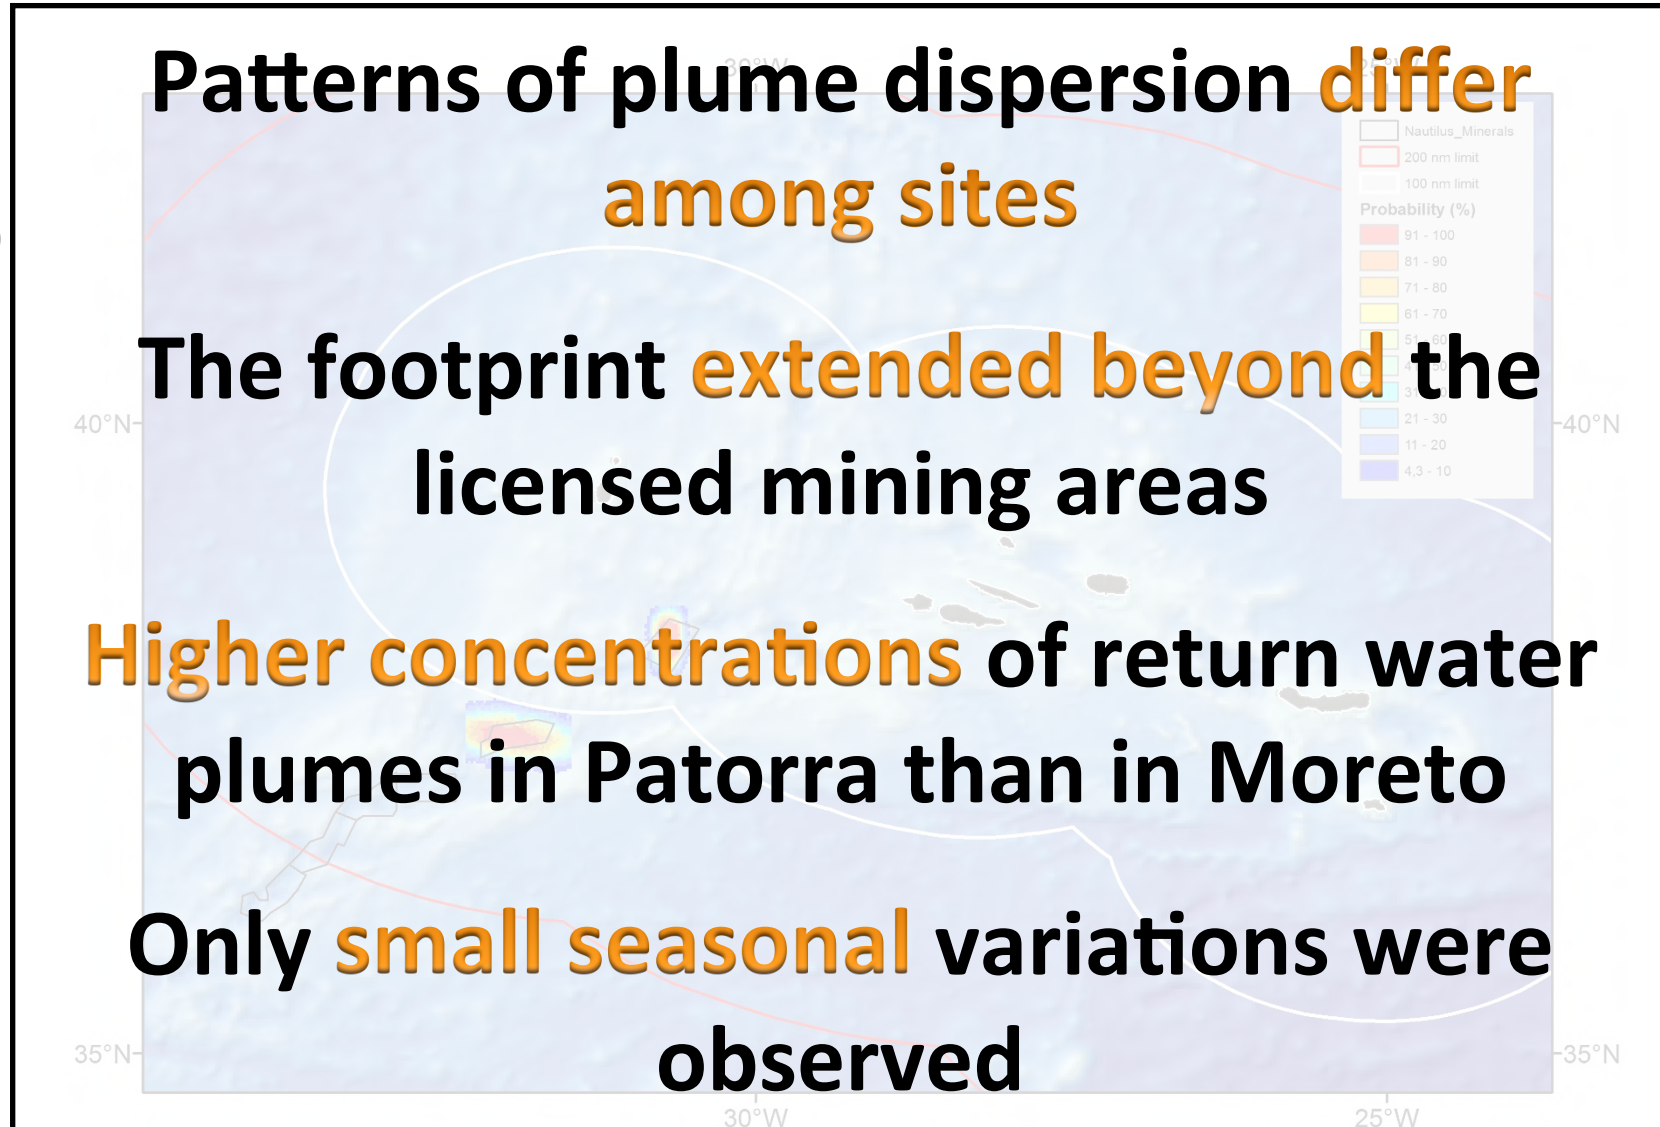 Patterns of plume dispersion differ
among sites
The footprint extended beyond the
licensed mining areas
Higher concentrations of return water
plumes in Patorra than in Moreto
Only small seasonal variations were
observed
30°W
Nautilus_Minerals
200 nm limit
100 nm limit
Probability (%)
91 - 100
81 - 90
71 - 80
61 - 70
21 - 30
11 - 20
4,3 - 10
40°N
40°N
35°N
35°N
30°W
25°W